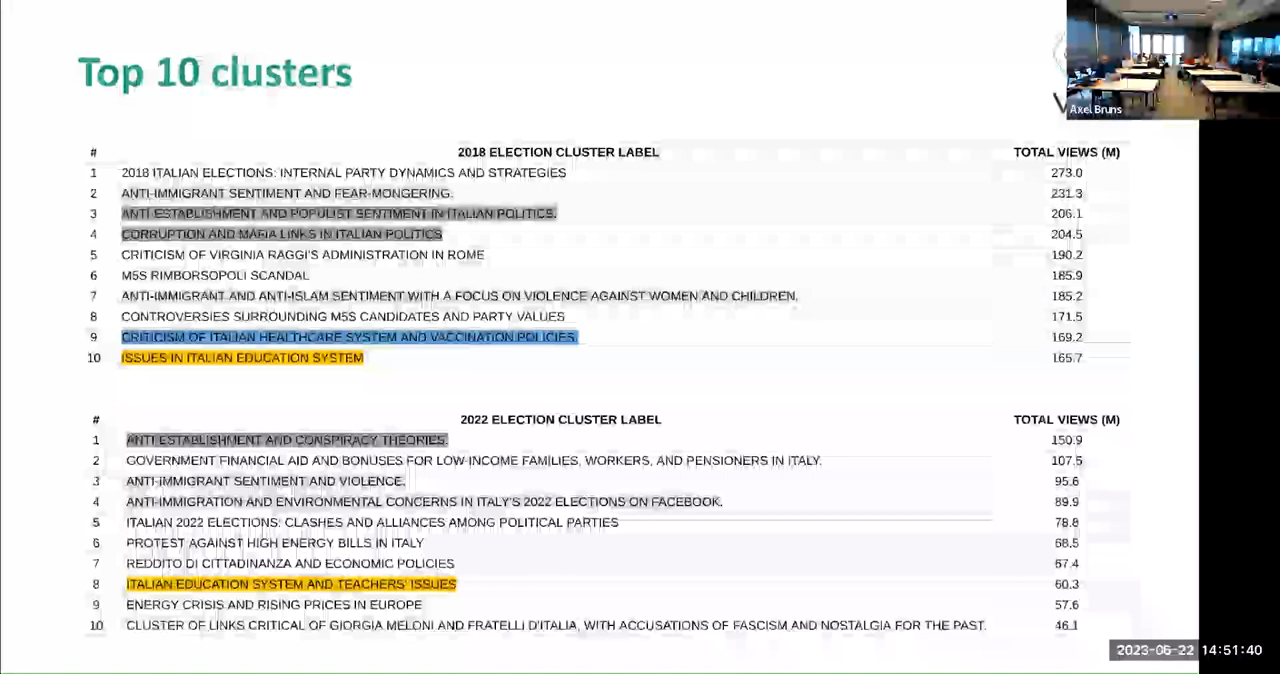 Top 10 clusters
Axel Bruns
# 2018 ELECTION CLUSTER LABEL TOTAL VIEWS (M)
1 2018 ITALIAN ELECTIONS: INTERNAL PARTY DYNAMICS AND STRATEGIES 273.0
2 ANTI-IMMIGRANT SENTIMENT AND FEAR-MONGERING. 231.3
3 ANTI ESTABLISHMENT AND POPULIST SENTIMENT IN ITALIAN POLITICS. 206.1
4 CORRUPTION AND MAFIA LINKS IN ITALIAN POLITICS 204.5
5 CRITICISM OF VIRGINIA RAGGI'S ADMINISTRATION IN ROME 190.2
6 M5S RIMBORSOPOLI SCANDAL 185.9
7 ANTI-IMMIGRANT AND ANTI-ISLAM SENTIMENT WITH A FOCUS ON VIOLENCE AGAINST WOMEN AND CHILDREN. 185.2
8 CONTROVERSIES SURROUNDING M5S CANDIDATES AND PARTY VALUES 171.5
9 CRITICISM OF ITALIAN HEALTHCARE SYSTEM AND VACCINATION POLICIES. 169.2
10 ISSUES IN ITALIAN EDUCATION SYSTEM 165.7
# 2022 ELECTION CLUSTER LABEL TOTAL VIEWS (M)
1 ANTI ESTABLISHMENT AND CONSPIRACY THEORIES. 150.9
2 GOVERNMENT FINANCIAL AID AND BONUSES FOR LOW-INCOME FAMILIES, WORKERS, AND PENSIONERS IN ITALY. 107.5
3 ANTI-IMMIGRANT SENTIMENT AND VIOLENCE. 95.6
4 ANTI-IMMIGRATION AND ENVIRONMENTAL CONCERNS IN ITALY'S 2022 ELECTIONS ON FACEBOOK. 89.9
5 ITALIAN 2022 ELECTIONS: CLASHES AND ALLIANCES AMONG POLITICAL PARTIES 78.8
6 PROTEST AGAINST HIGH ENERGY BILLS IN ITALY 68.5
7 REDDITO DI CITTADINANZA AND ECONOMIC POLICIES 67.4
8 ITALIAN EDUCATION SYSTEM AND TEACHERS' ISSUES 60.3
9 ENERGY CRISIS AND RISING PRICES IN EUROPE 57.6
10 CLUSTER OF LINKS CRITICAL OF GIORGIA MELONI AND FRATELLI D'ITALIA, WITH ACCUSATIONS OF FASCISM AND NOSTALGIA FOR THE PAST. 46.1
2023-06-22 14:51:40